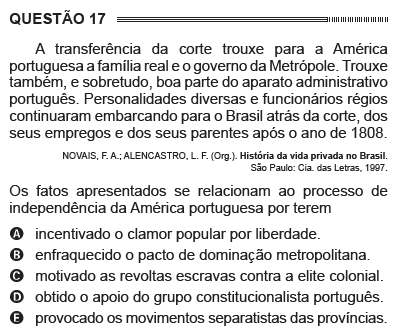 QUESTÃO 17
A transferência da corte trouxe para a América
portuguesa a família real e o governo da Metrópole. Trouxe
também, e sobretudo, boa parte do aparato administrativo
português. Personalidades diversas e funcionários régios
continuaram embarcando para o Brasil atrás da corte, dos
seus empregos e dos seus parentes após o ano de 1808.
NOVAIS, F. A.; ALENCASTRO, L. F. (Org.). História da vida privada no Brasil.
São Paulo: Cia. das Letras, 1997.
Os fatos apresentados se relacionam ao processo de
independência da América portuguesa por terem
A incentivado o clamor popular por liberdade.
B enfraquecido o pacto de dominação metropolitana.
C motivado as revoltas escravas contra a elite colonial.
D obtido o apoio do grupo constitucionalista português.
E provocado os movimentos separatistas das províncias.